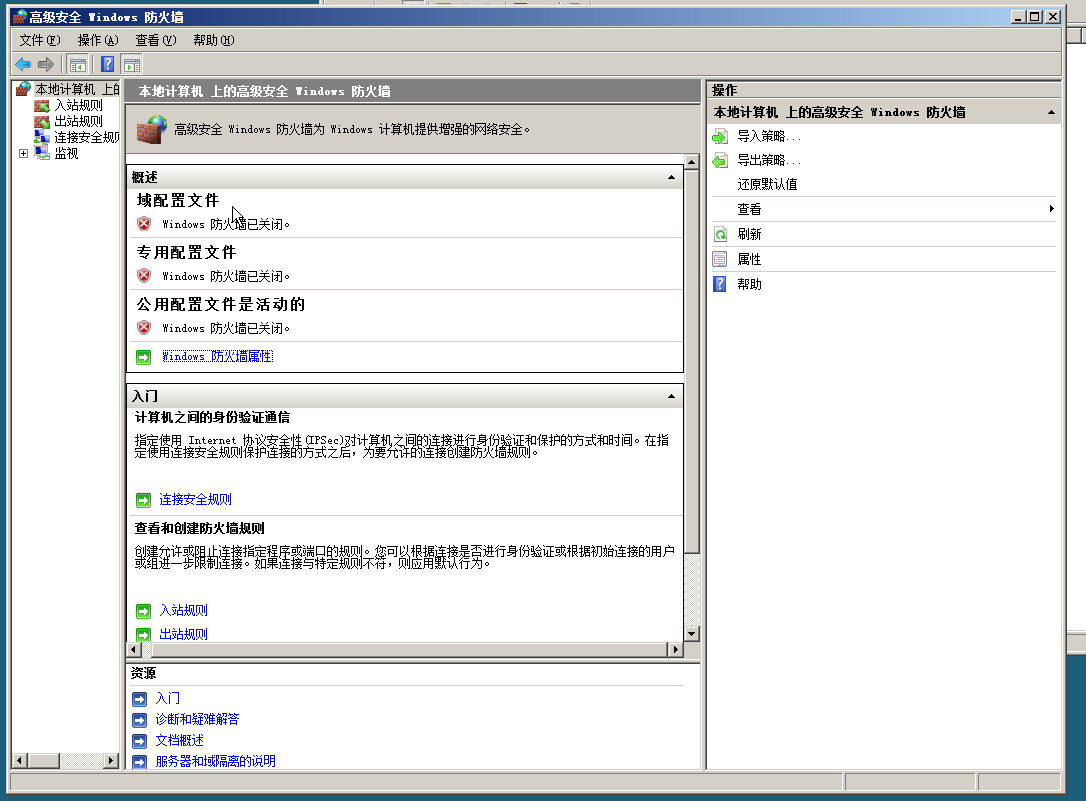 高级安全 Windows 防火墙
文件(F) 操作(A) 查看(V) 帮助(H)
本地计算机 上的
入站规则
出站规则
连接安全规则
监视
本地计算机 上的高级安全 Windows 防火墙
高级安全 Windows 防火墙为 Windows 计算机提供增强的网络安全。
概述
域配置文件
Windows 防火墙已关闭。
专用配置文件
Windows 防火墙已关闭。
公用配置文件是活动的
Windows 防火墙已关闭。
Windows 防火墙属性
入门
计算机之间的身份验证通信
指定使用 Internet 协议安全性(IPSec)对计算机之间的连接进行身份验证和保护的方式和时间。在指
定使用连接安全规则保护连接的方式之后，为要允许的连接创建防火墙规则。
连接安全规则
查看和创建防火墙规则
创建允许或阻止连接指定程序或端口的规则。您可以根据连接是否进行身份验证或根据初始连接的用户
或组进一步限制连接。如果连接与特定规则不符，则应用默认行为。
入站规则
出站规则
资源
入门
诊断和疑难解答
文档概述
服务器和域隔离的说明
操作
本地计算机 上的高级安全 Windows 防火墙
导入策略...
导出策略...
还原默认值
查看
刷新
属性
帮助